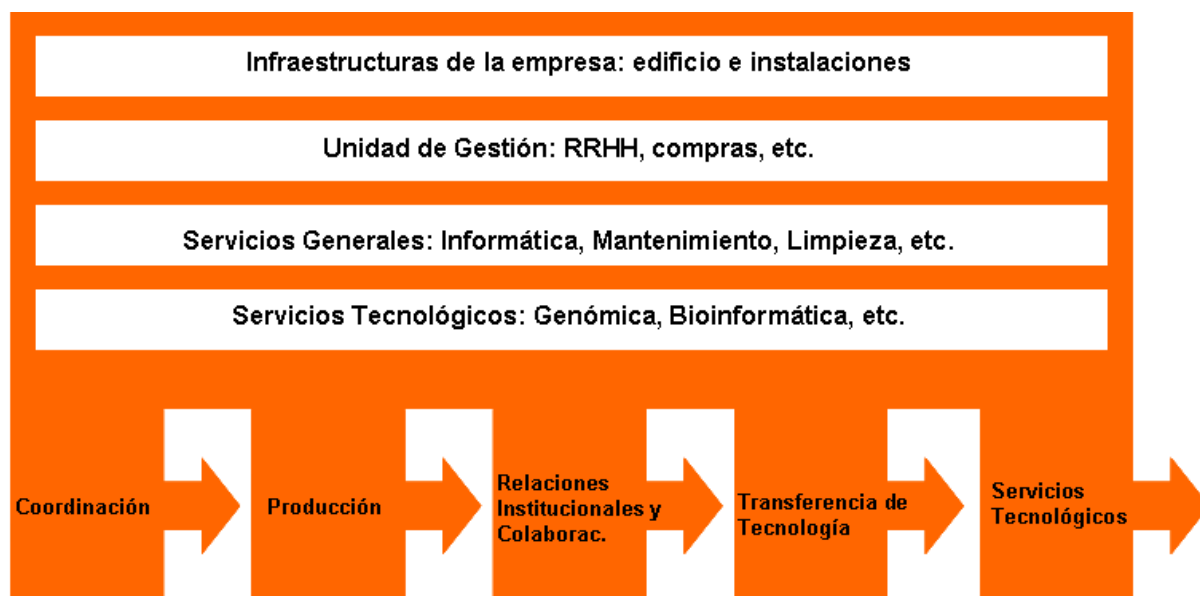 Infraestructuras de la empresa: edificio e instalaciones
Unidad de Gestión: RRHH, compras, etc.
Servicios Generales: Informática, Mantenimiento, Limpieza, etc.
Servicios Tecnológicos: Genómica, Bioinformática, etc.
Coordinación
Producción
Relaciones
Institucionales y
Colaborac.
Transferencia de
Tecnología
Servicios
Tecnológicos